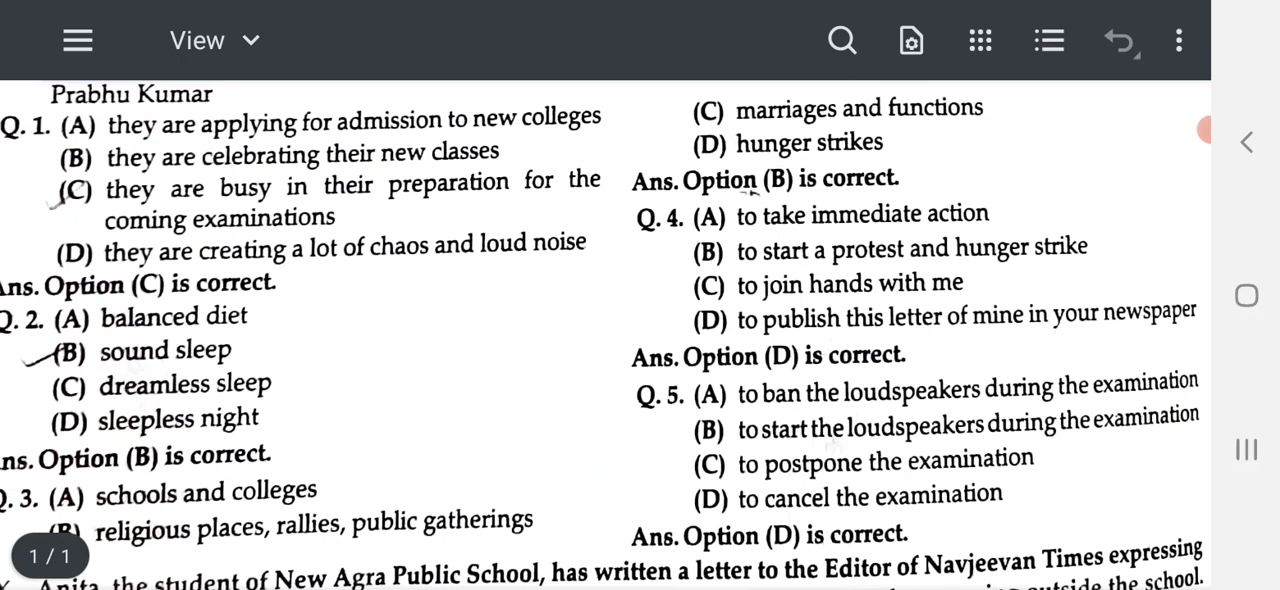 View
Prabhu Kumar
Q. 1. (A) they are applying for admission to new colleges
(B) they are celebrating their new classes
(C) they are busy in their preparation for the
coming examinations
(D) they are creating a lot of chaos and loud noise
Ans. Option (C) is correct.
Q. 2. (A) balanced diet
(B) sound sleep
(C) dreamless sleep
(D) sleepless night
ns. Option (B) is correct.
Q. 3. (A) schools and colleges
(B) religious places, rallies, public gatherings
1 / 1
(C) marriages and functions
(D) hunger strikes
Ans. Option (B) is correct.
Q. 4. (A) to take immediate action
(B) to start a protest and hunger strike
(C) to join hands with me
(D) to publish this letter of mine in your newspaper
Ans. Option (D) is correct.
Q. 5. (A) to ban the loudspeakers during the examination
(B) to start the loudspeakers during the examination
(C) to postpone the examination
(D) to cancel the examination
Ans. Option (D) is correct.
Anita, the student of New Agra Public School, has written a letter to the Editor of Navjeevan Times expressing
outside the school.